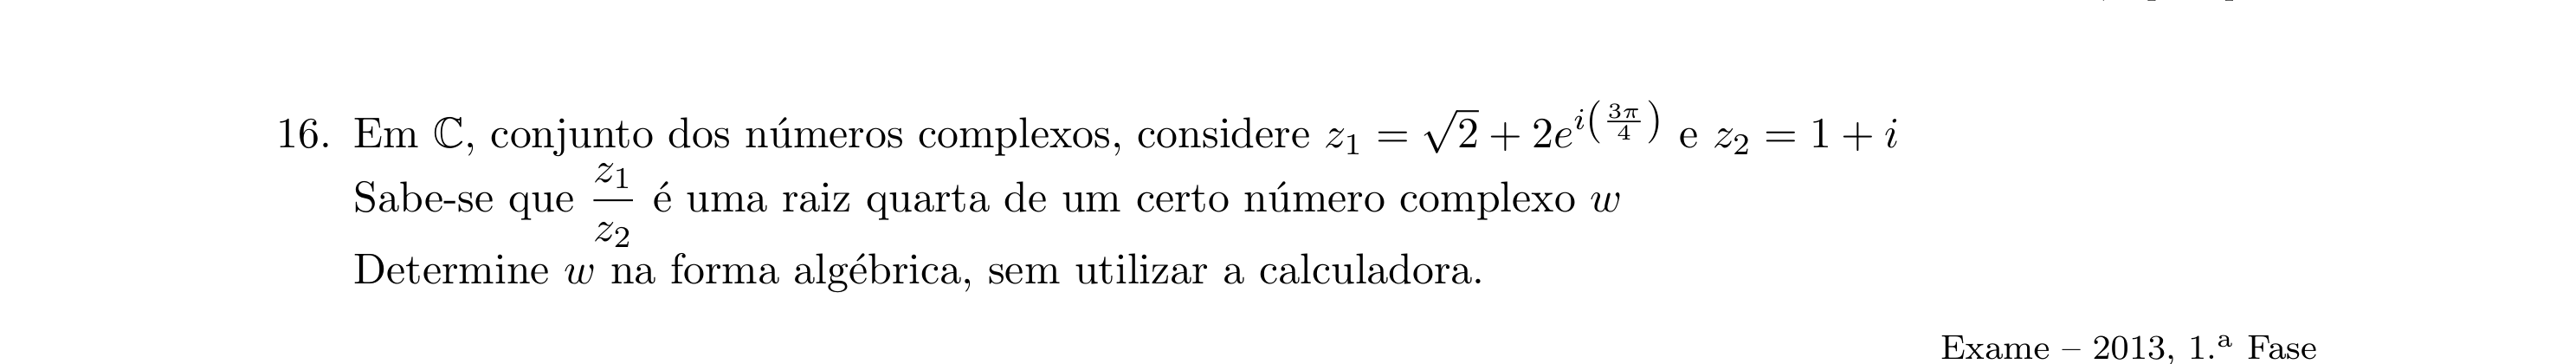 16. Em ℂ, conjunto dos números complexos, considere z₁ = √2 + 2e^{i(3π/4)} e z₂ = 1 + i
Sabe-se que z₁/z₂ é uma raiz quarta de um certo número complexo w
Determine w na forma algébrica, sem utilizar a calculadora.
Exame – 2013, 1.ª Fase